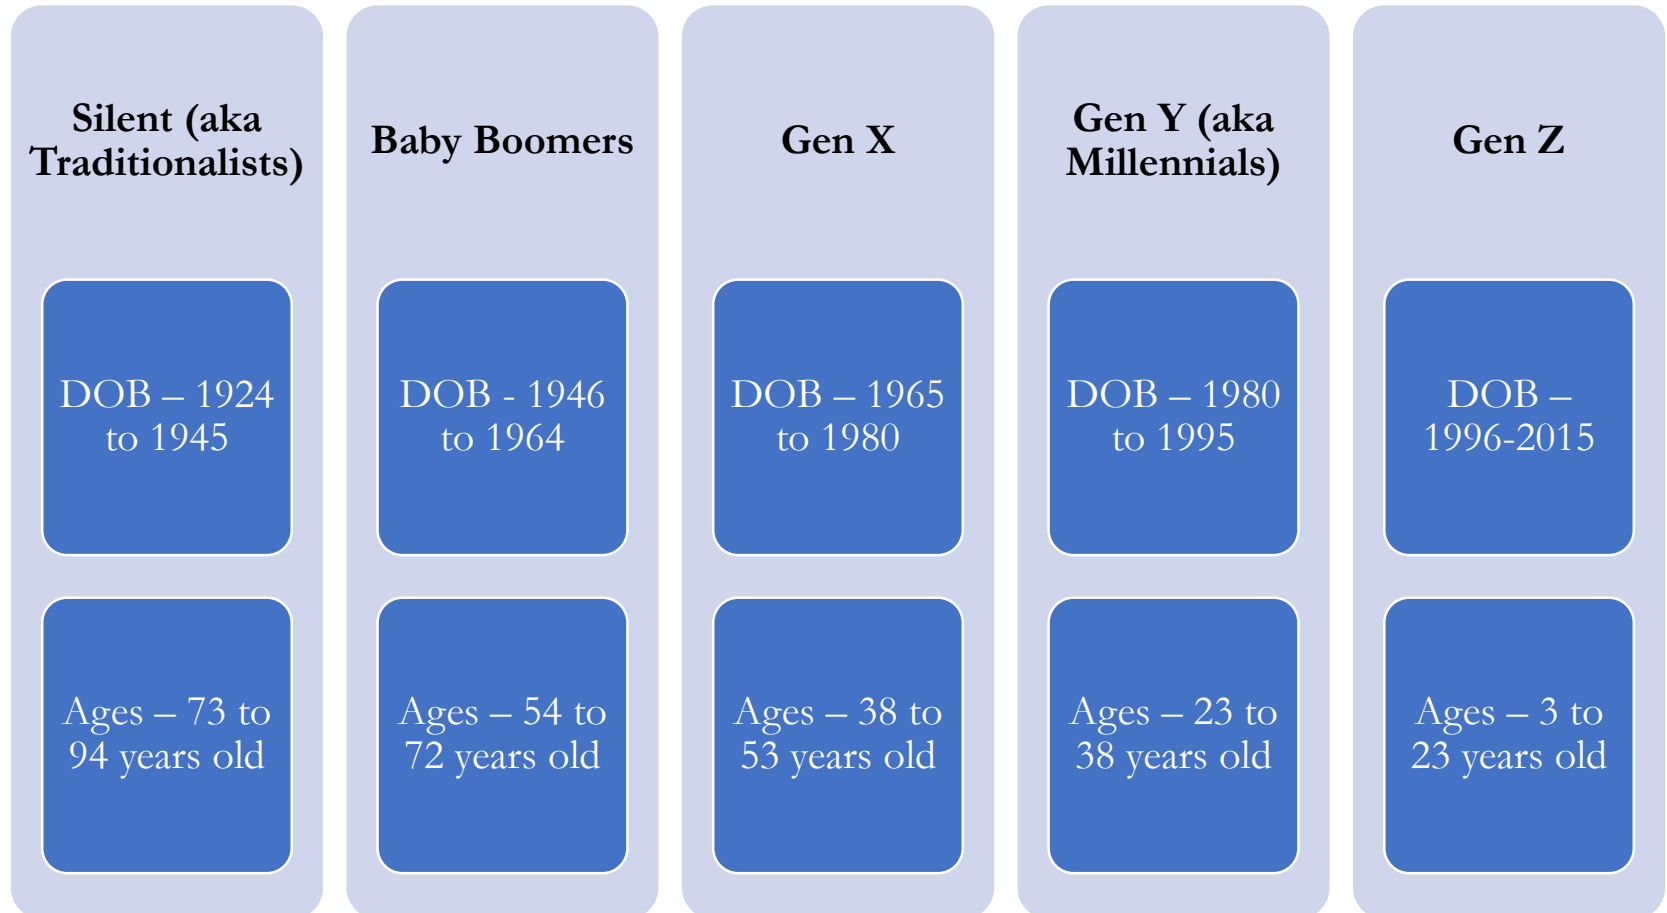 Silent (aka
Traditionalists)
DOB – 1924
to 1945
Ages – 73 to
94 years old
Baby Boomers
DOB - 1946
to 1964
Ages – 54 to
72 years old
Gen X
DOB – 1965
to 1980
Ages – 38 to
53 years old
Gen Y (aka
Millennials)
DOB – 1980
to 1995
Ages – 23 to
38 years old
Gen Z
DOB –
1996-2015
Ages – 3 to
23 years old